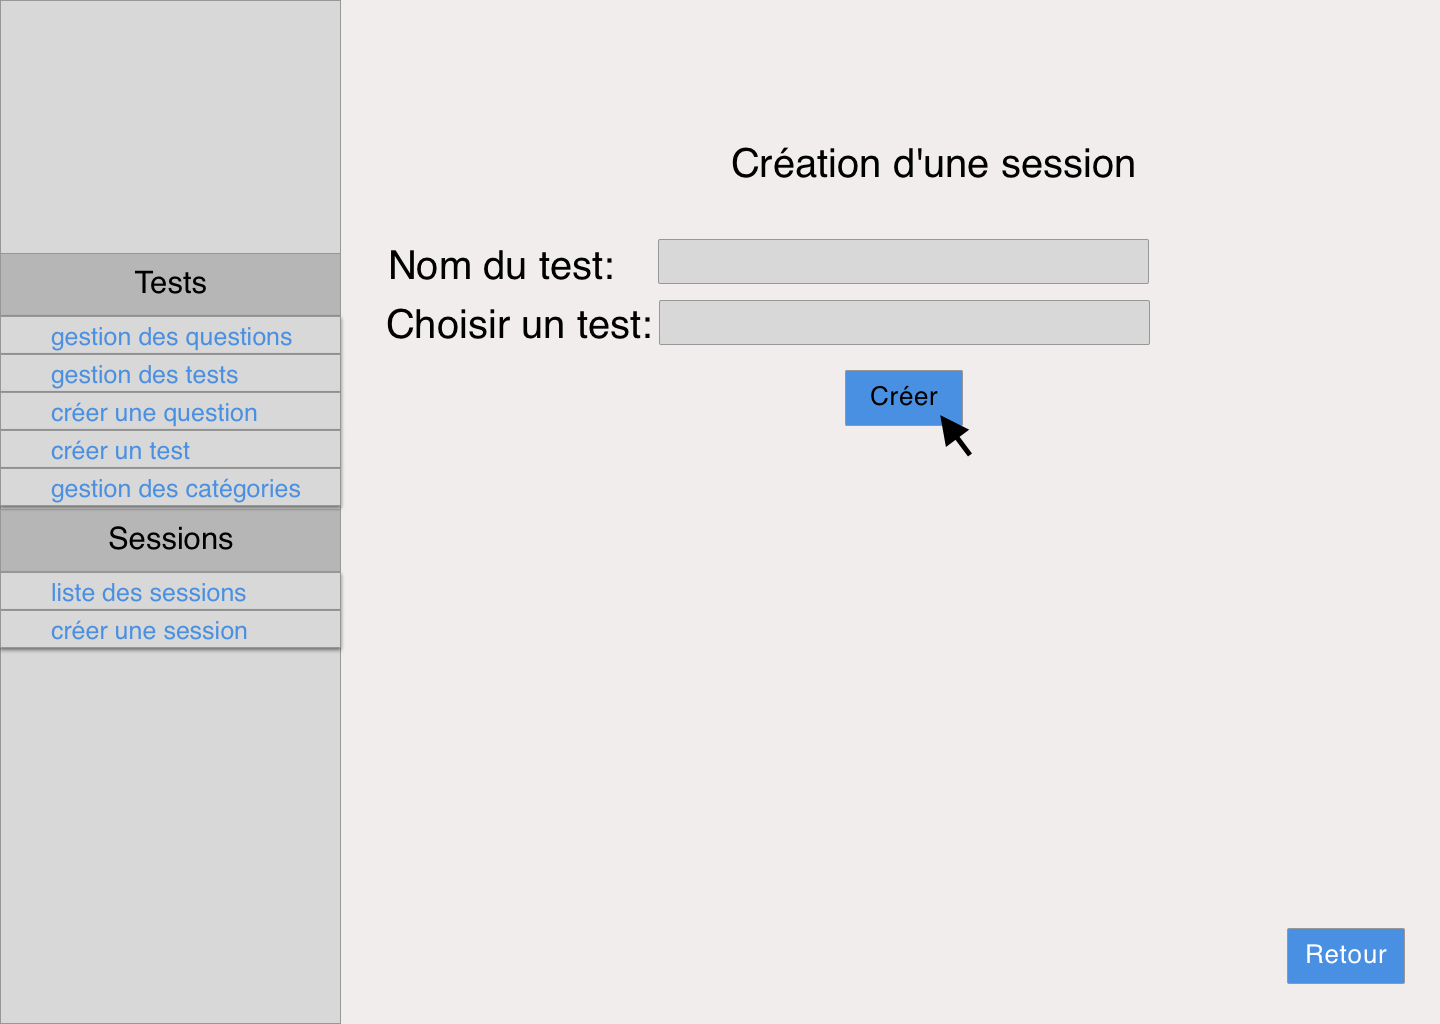 Tests
gestion des questions
gestion des tests
créer une question
créer un test
gestion des catégories
Sessions
liste des sessions
créer une session
Création d'une session
Nom du test:
Choisir un test:
Créer
Retour